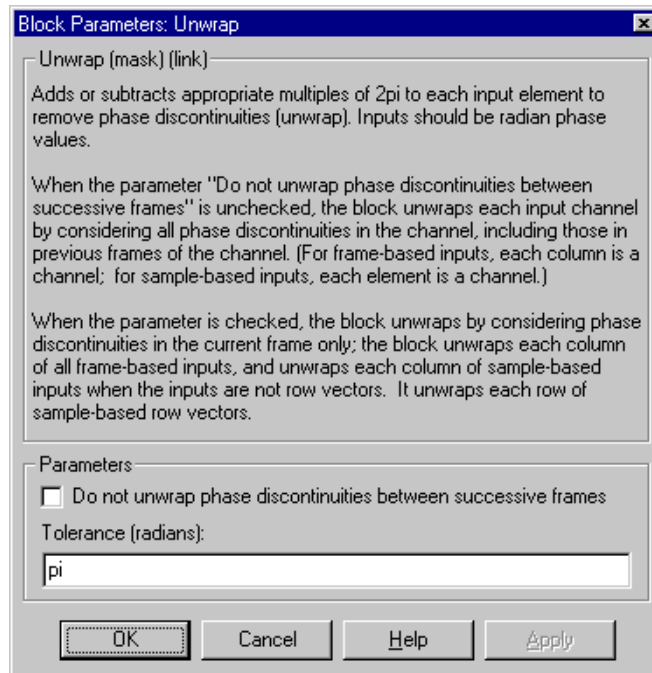 Block Parameters: Unwrap
Unwrap (mask) (link)
Adds or subtracts appropriate multiples of 2pi to each input element to
remove phase discontinuities (unwrap). Inputs should be radian phase
values.
When the parameter "Do not unwrap phase discontinuities between
successive frames" is unchecked, the block unwraps each input channel
by considering all phase discontinuities in the channel, including those in
previous frames of the channel. (For frame-based inputs, each column is a
channel;  for sample-based inputs, each element is a channel.)
When the parameter is checked, the block unwraps by considering phase
discontinuities in the current frame only; the block unwraps each column
of all frame-based inputs, and unwraps each column of sample-based
inputs when the inputs are not row vectors.  It unwraps each row of
sample-based row vectors.
Parameters
Do not unwrap phase discontinuities between successive frames
Tolerance (radians):
pi
OK Cancel Help Apply